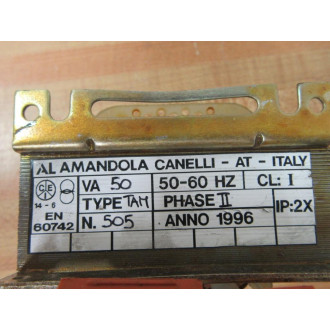 AL AMANDOLA CANELLI - AT - ITALY
VA 50 50-60 HZ CL: I
14-6
TYPE TAM PHASE II IP:2X
EN 60742
N. 505 ANNO 1996